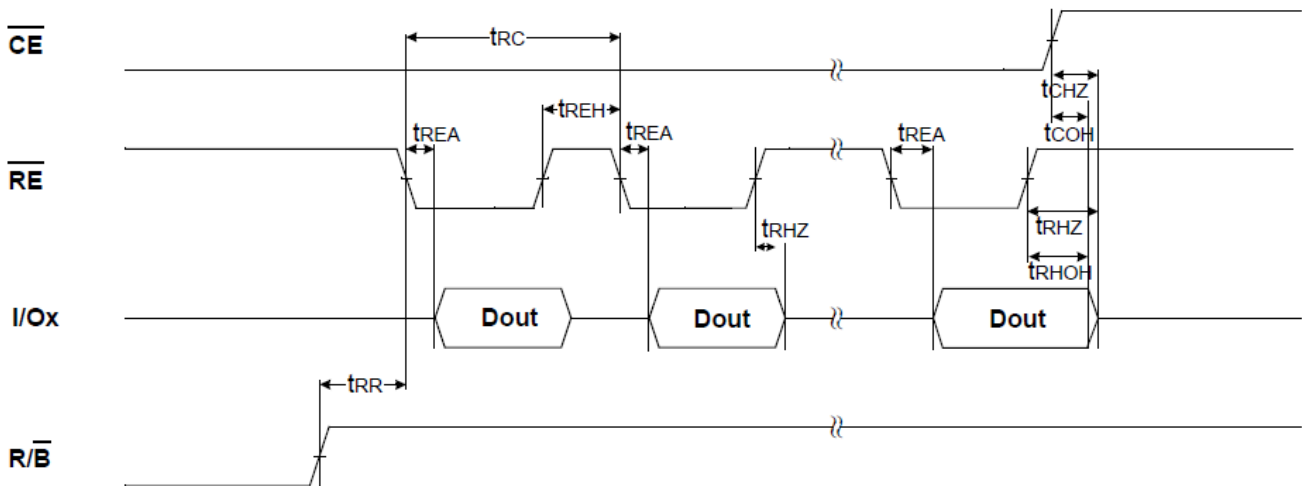 CE
tRC
tCHZ
tREH
tCOH
tREA
tREA
tREA
RE
tRHZ
tRHZ
tRHOH
I/Ox
Dout
Dout
Dout
tRR
R/B